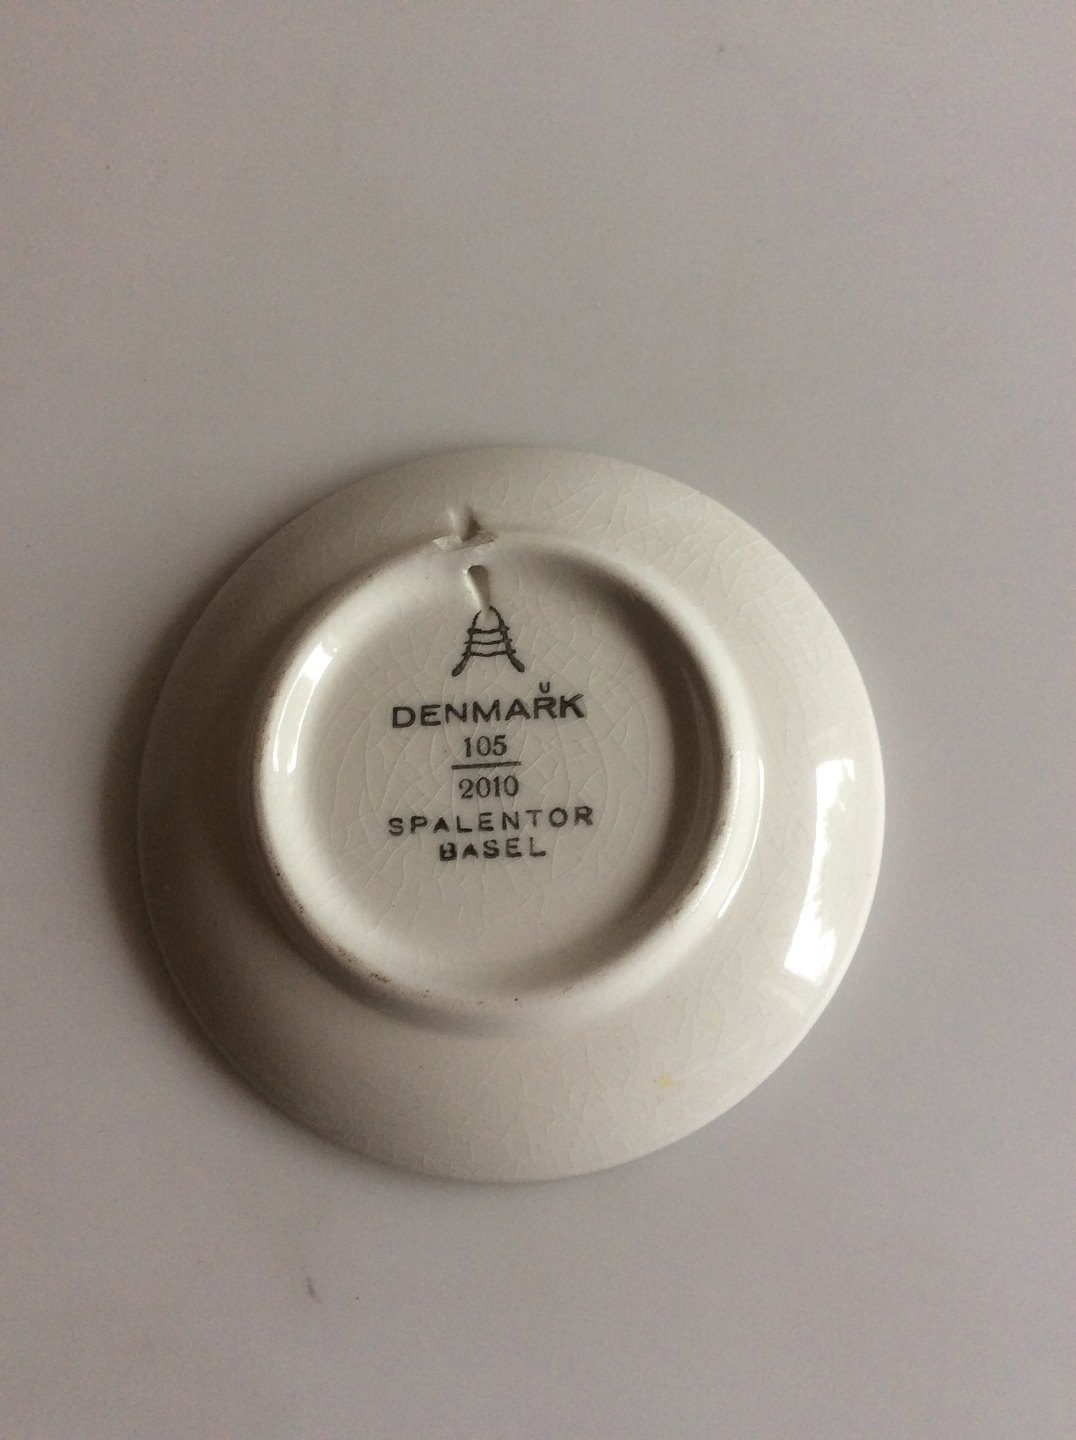 U
DENMARK
105
2010
SPALENTOR
BASEL